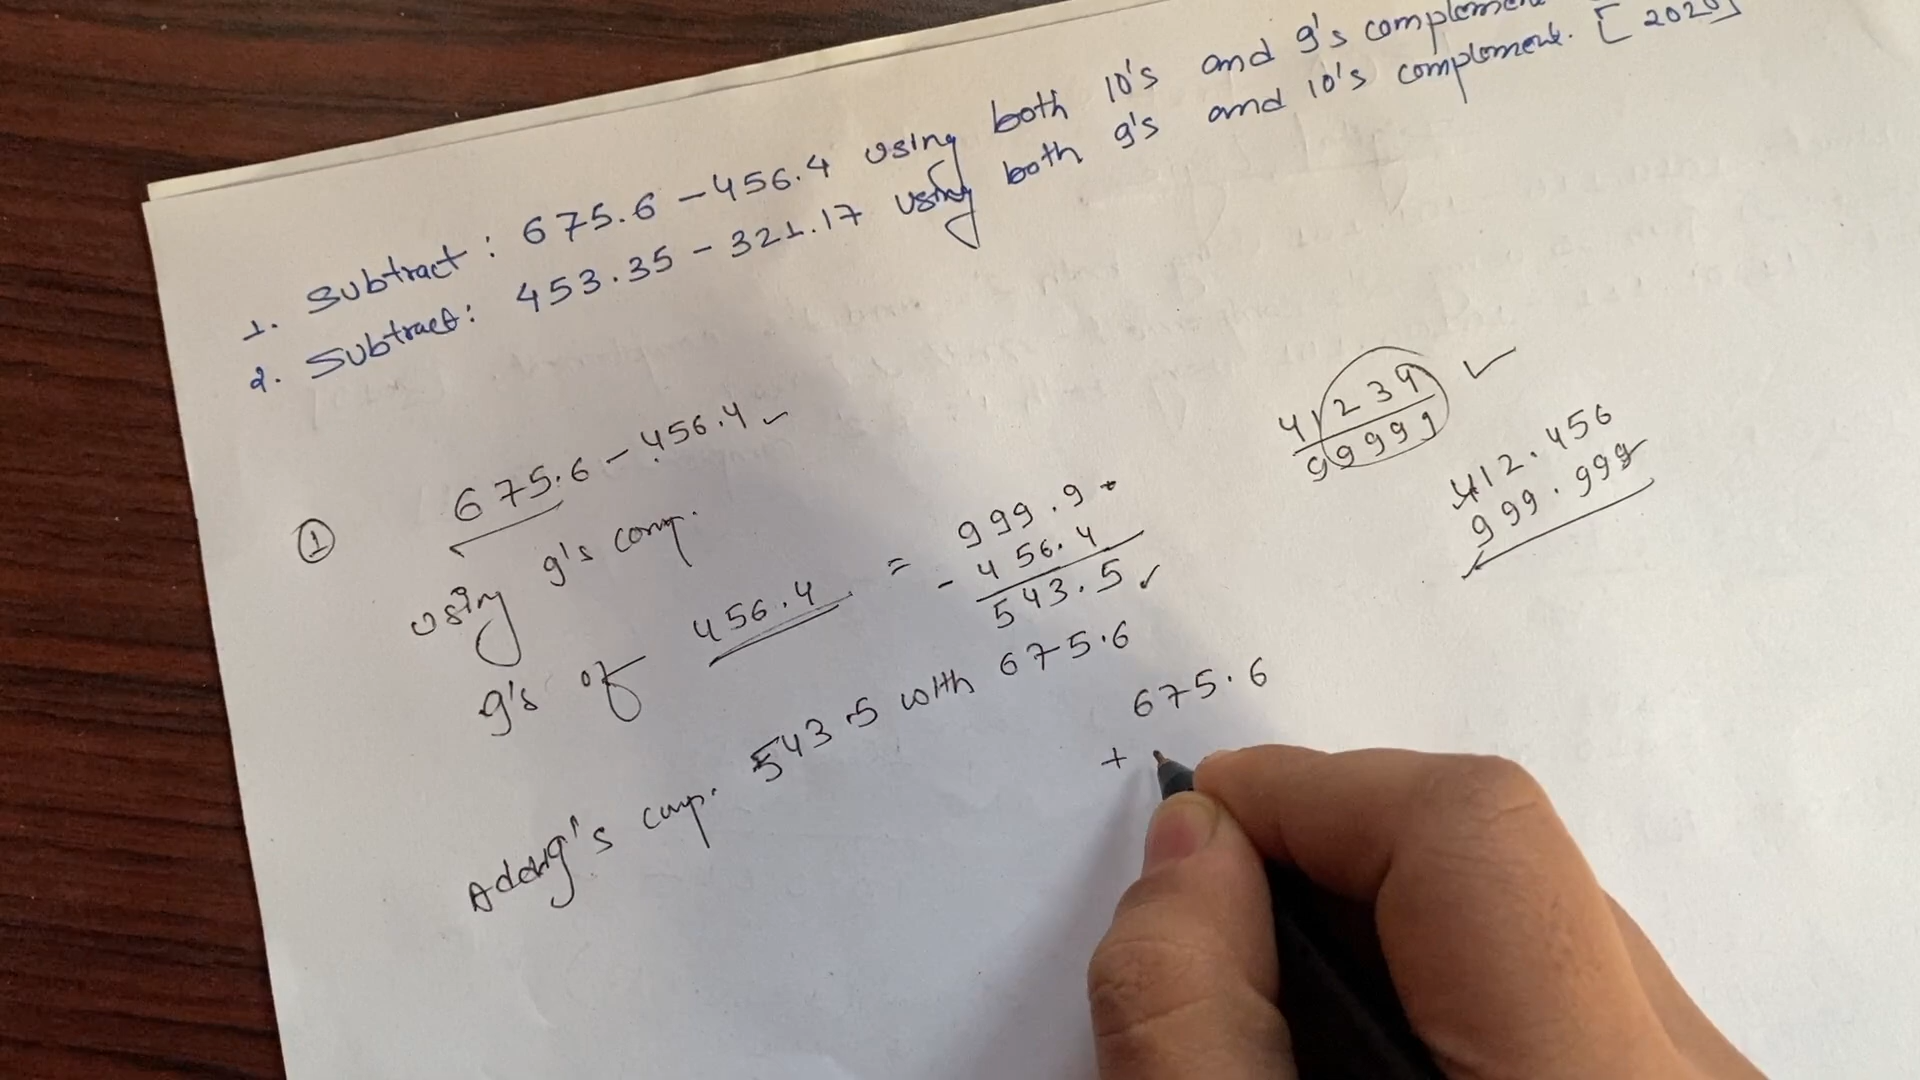 1. Subtract : 675.6 - 456.4 using both 10's and 9's complement
2. Subtract: 453.35 - 321.17 using both 9's and 10's complement. [2020]
① 675.6 - 456.4 ✓
using 9's comp.
9's of 456.4 = 999.9
- 456.4
543.5 ✓
Adding 9's comp. 543.5 with 675.6
675.6
+
41239 ✓
99999
412.456
999.999